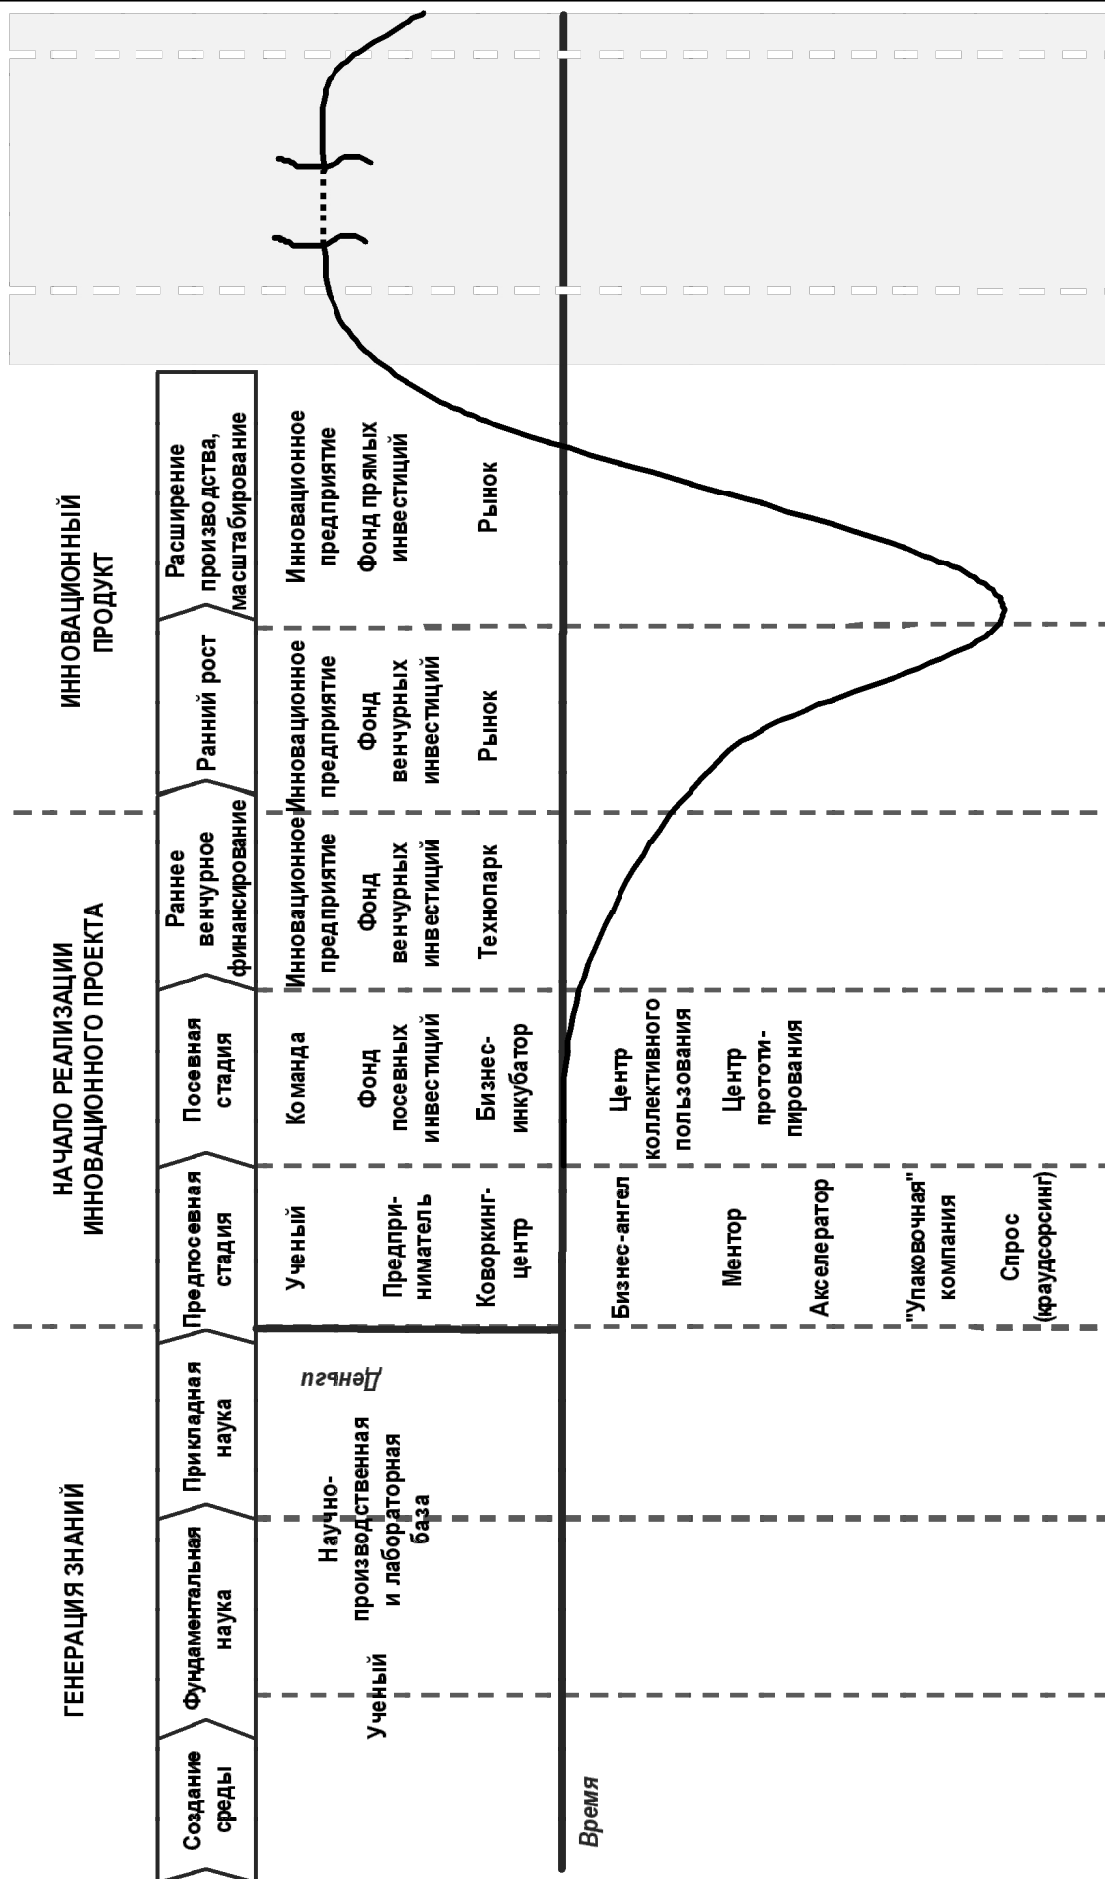 ГЕНЕРАЦИЯ ЗНАНИЙ
НАЧАЛО РЕАЛИЗАЦИИ
ИННОВАЦИОННОГО ПРОЕКТА
ИННОВАЦИОННЫЙ
ПРОДУКТ
Создание
среды
Фундаментальная
наука
Прикладная
наука
Предпосевная
стадия
Посевная
стадия
Раннее
венчурное
финансирование
Ранний рост
Расширение
производства,
масштабирование
Ученый
Научно-
производственная
и лабораторная
база
Деньги
Ученый
Предпри-
ниматель
Коворкинг-
центр
Команда
Фонд
посевных
инвестиций
Бизнес-
инкубатор
Инновационное
предприятие
Фонд
венчурных
инвестиций
Технопарк
Инновационное
предприятие
Фонд
венчурных
инвестиций
Рынок
Инновационное
предприятие
Фонд прямых
инвестиций
Рынок
Время
Бизнес-ангел
Ментор
Акселератор
"Упаковочная"
компания
Спрос
(краудсорсинг)
Центр
коллективного
пользования
Центр
прототи-
пирования